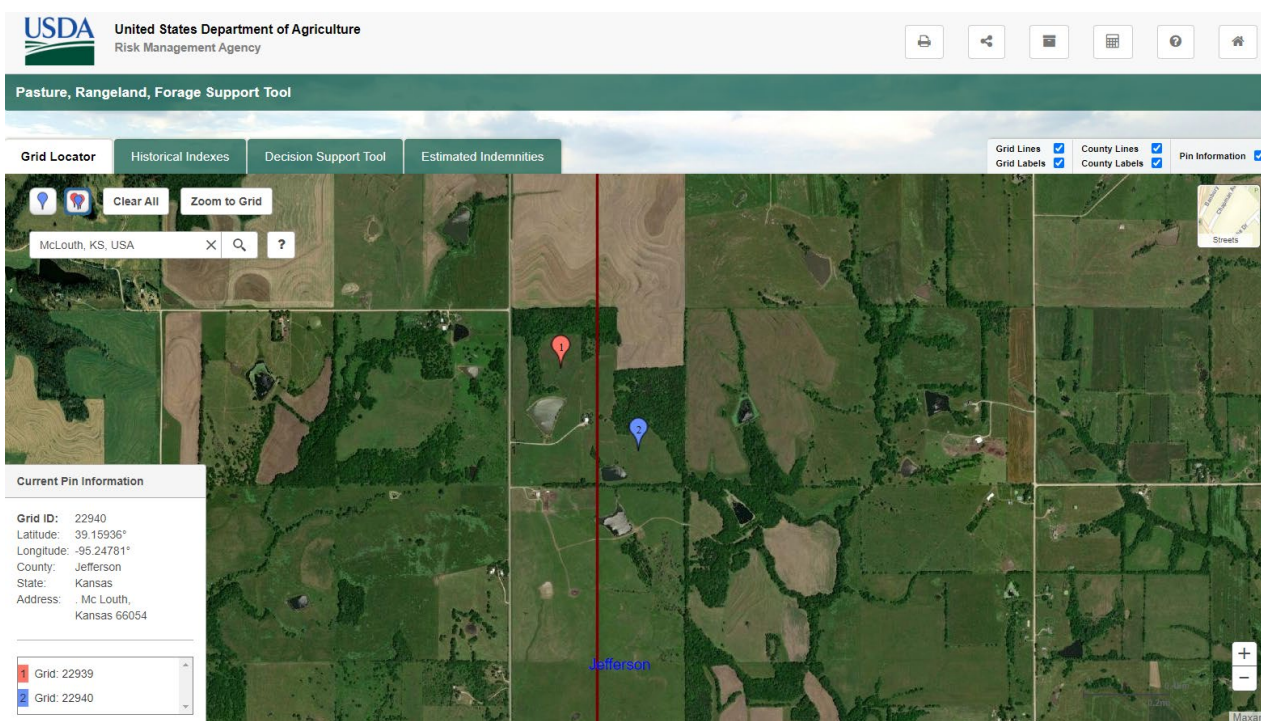 USDA
United States Department of Agriculture
Risk Management Agency
Pasture, Rangeland, Forage Support Tool
Grid Locator
Historical Indexes
Decision Support Tool
Estimated Indemnities
Grid Lines
County Lines
Pin Information
Grid Labels
County Labels
Clear All
Zoom to Grid
McLouth, KS, USA
?
Streets
1
2
Current Pin Information
Grid ID: 22940
Latitude: 39.15936°
Longitude: -95.24781°
County: Jefferson
State: Kansas
Address: . Mc Louth,
Kansas 66054
1 Grid: 22939
2 Grid: 22940
Jefferson
+
−
Maxar